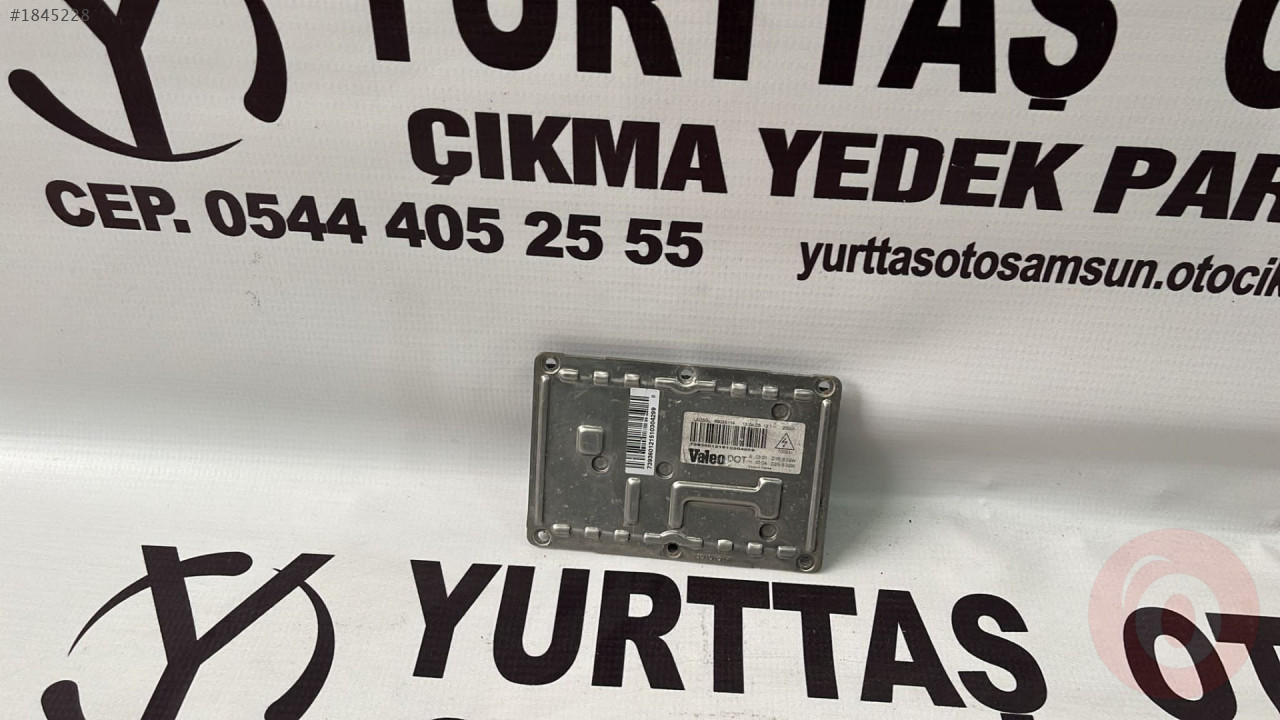 #1845228
YURTTAŞ O
ÇIKMA YEDEK PAR
CEP. 0544 405 25 55
yurttasotosamsun.otocik
Valeo DOT
YURTTAŞ OT